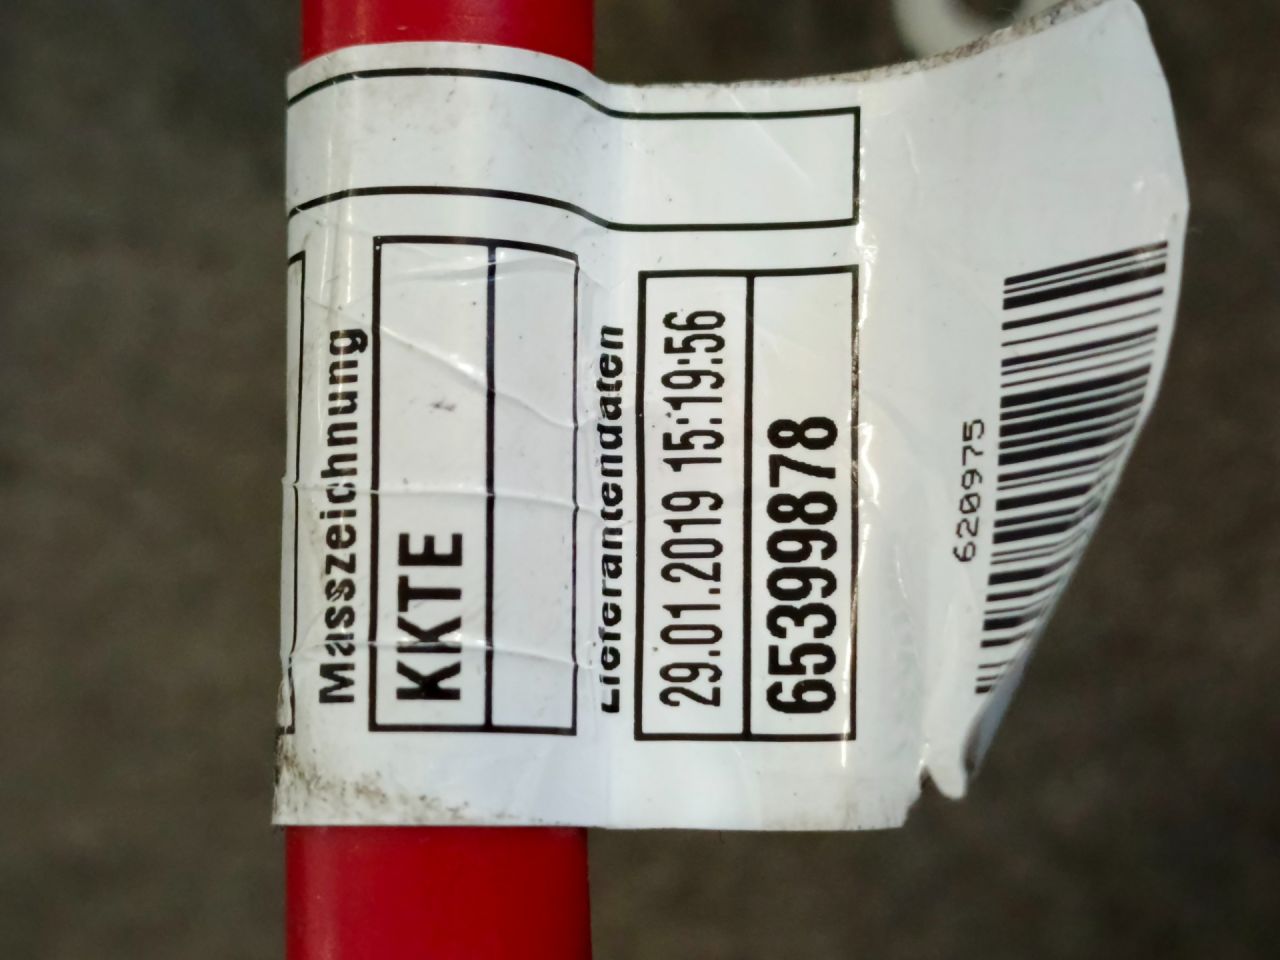 Masszeichnung
KKTE
Lieferantendaten
29.01.2019 15:19:56
65399878
620975